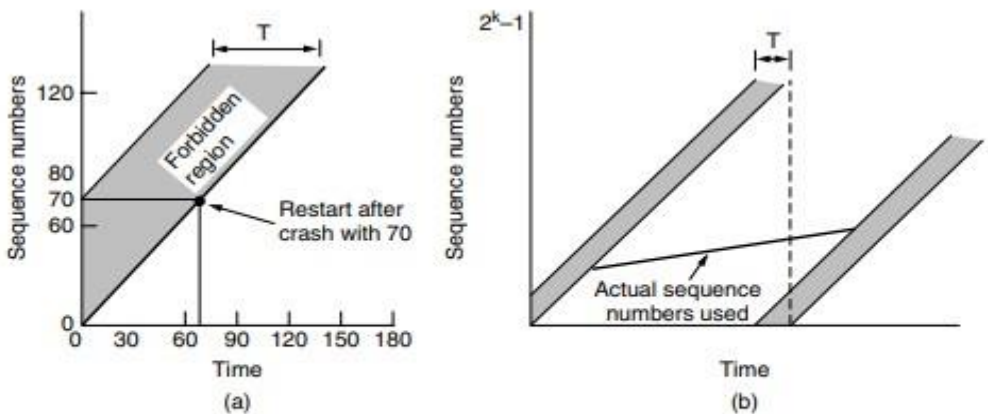 T
Sequence numbers
120
80
70
60
0
Forbidden
region
Restart after
crash with 70
0 30 60 90 120 150 180
Time
(a)
2ᵏ–1
T
Sequence numbers
Actual sequence
numbers used
Time
(b)